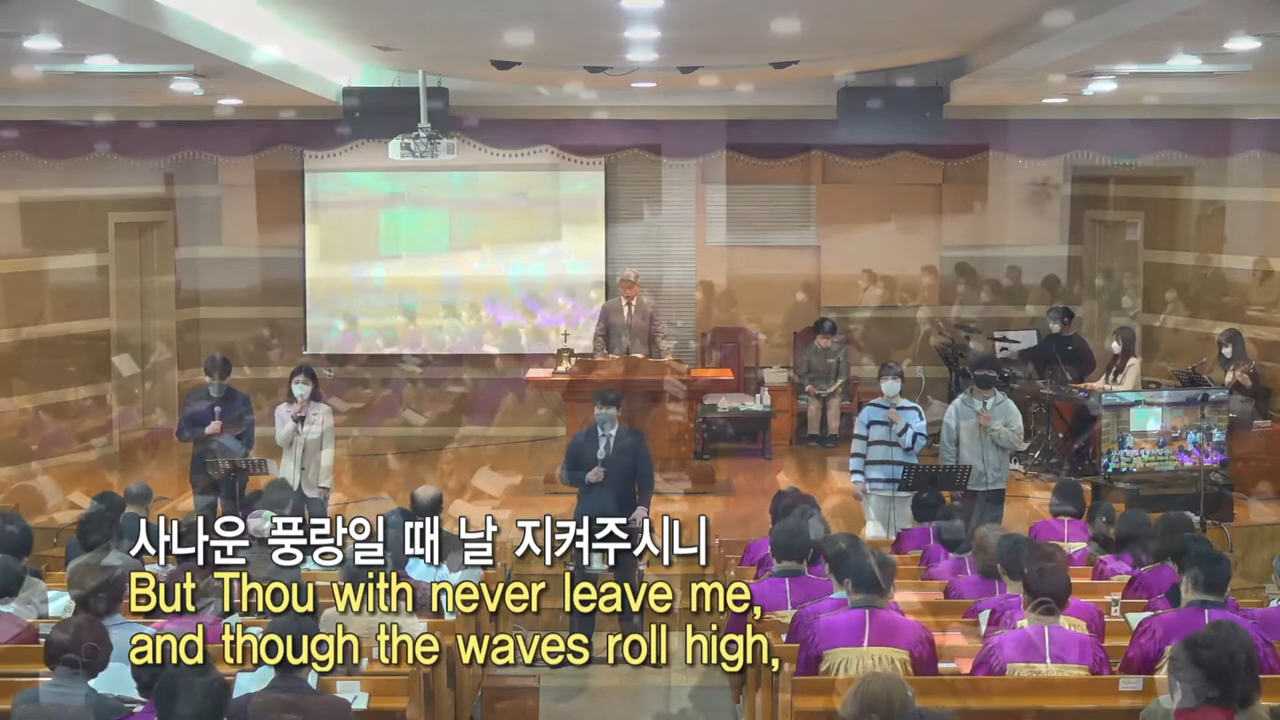 사나운 풍랑일 때 날 지켜주시니
But Thou with never leave me,
and though the waves roll high,